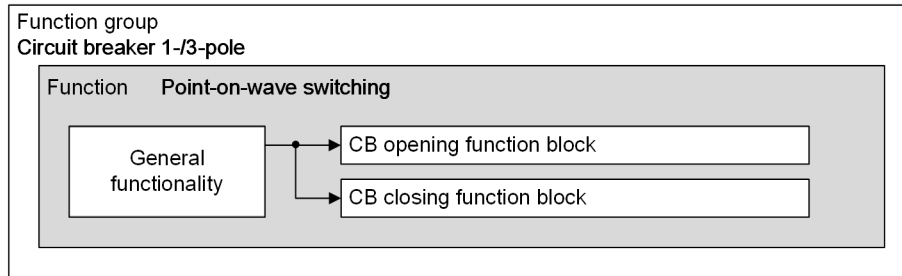 Function group
Circuit breaker 1-/3-pole
Function Point-on-wave switching
General
functionality
CB opening function block
CB closing function block